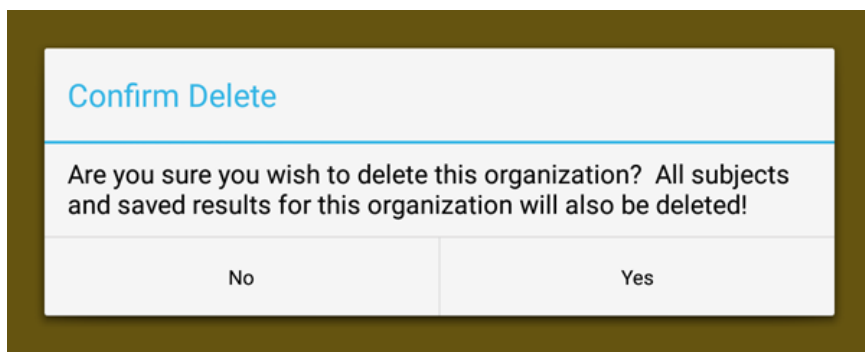 Confirm Delete
Are you sure you wish to delete this organization?  All subjects
and saved results for this organization will also be deleted!
No
Yes